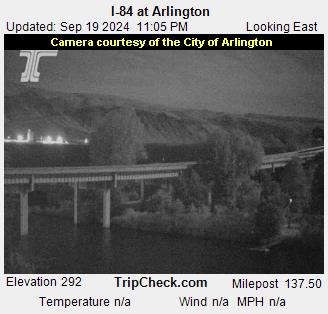 I-84 at Arlington
Updated: Sep 19 2024 11:05 PM Looking East
Camera courtesy of the City of Arlington
Elevation 292 TripCheck.com Milepost 137.50
Temperature n/a Wind n/a MPH n/a